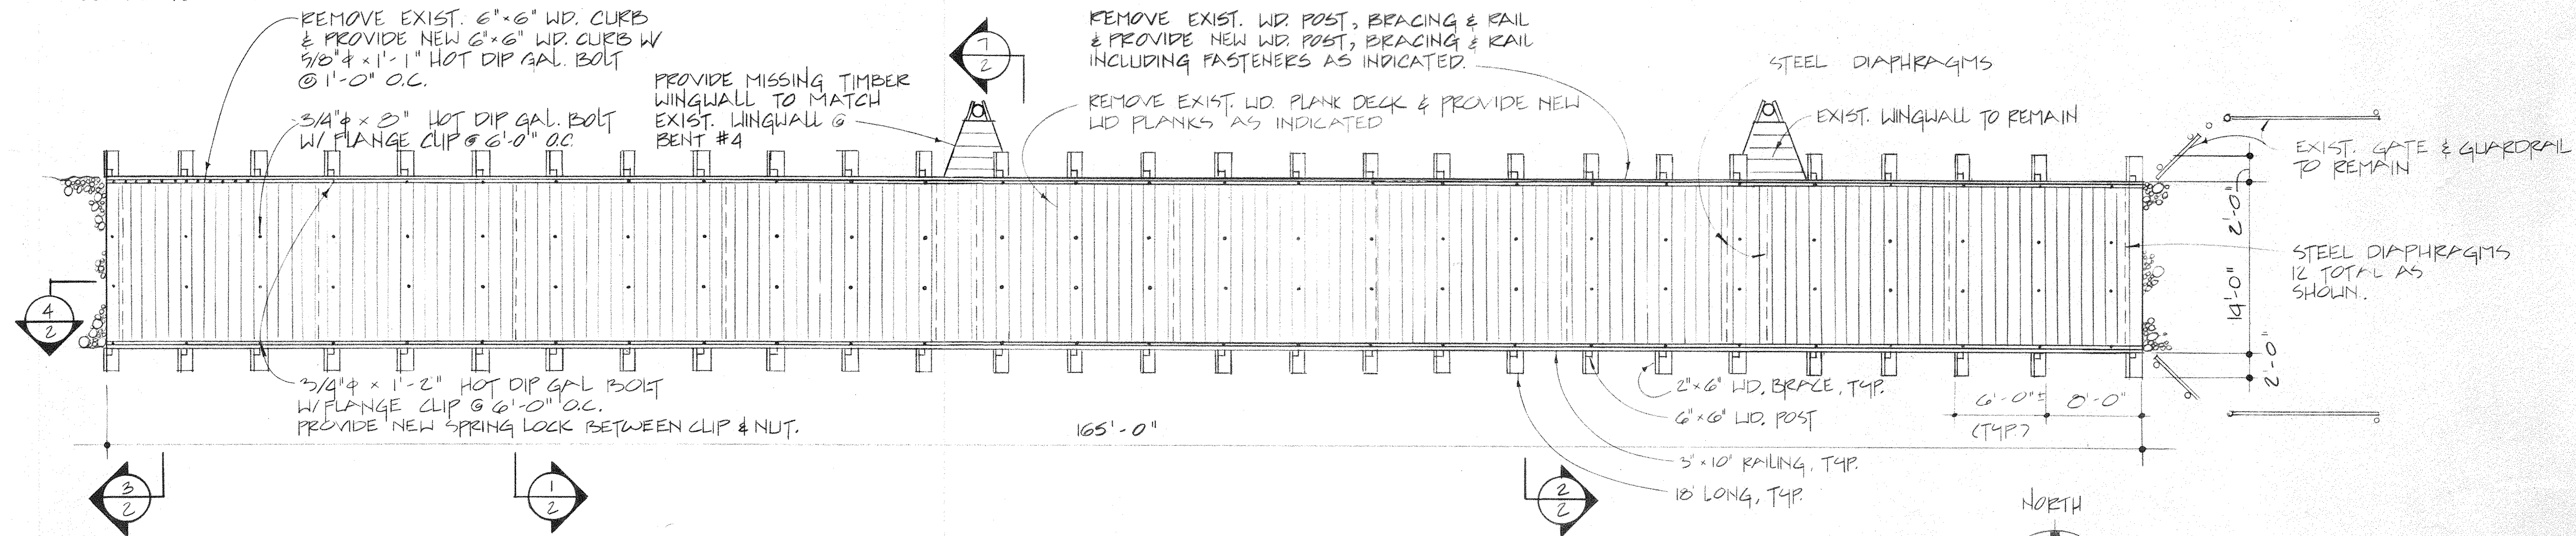 REMOVE EXIST. 6"×6" WD. CURB
& PROVIDE NEW 6"×6" WD. CURB W/
5/8"ϕ × 1'-1" HOT DIP GAL. BOLT
@ 1'-0" O.C.
3/4"ϕ × 8" HOT DIP GAL. BOLT
W/ FLANGE CLIP @ 6'-0" O.C.
PROVIDE MISSING TIMBER
WINGWALL TO MATCH
EXIST. WINGWALL @
BENT #4
7
2
REMOVE EXIST. WD. POST, BRACING & RAIL
& PROVIDE NEW WD. POST, BRACING & RAIL
INCLUDING FASTENERS AS INDICATED.
REMOVE EXIST. WD. PLANK DECK & PROVIDE NEW
WD PLANKS AS INDICATED
STEEL DIAPHRAGMS
EXIST. WINGWALL TO REMAIN
EXIST. GATE & GUARDRAIL
TO REMAIN
2'-0"
14'-0"
2'-0"
STEEL DIAPHRAGMS
12 TOTAL AS
SHOWN.
4
2
3/4"ϕ × 1'-2" HOT DIP GAL BOLT
W/ FLANGE CLIP @ 6'-0" O.C.
PROVIDE NEW SPRING LOCK BETWEEN CLIP & NUT.
165'-0"
2"×6" WD. BRACE, TYP.
6"×6" WD. POST
3"×10" RAILING, TYP.
18' LONG, TYP.
6'-0"±
(TYP.)
8'-0"
3
2
1
2
2
2
NORTH